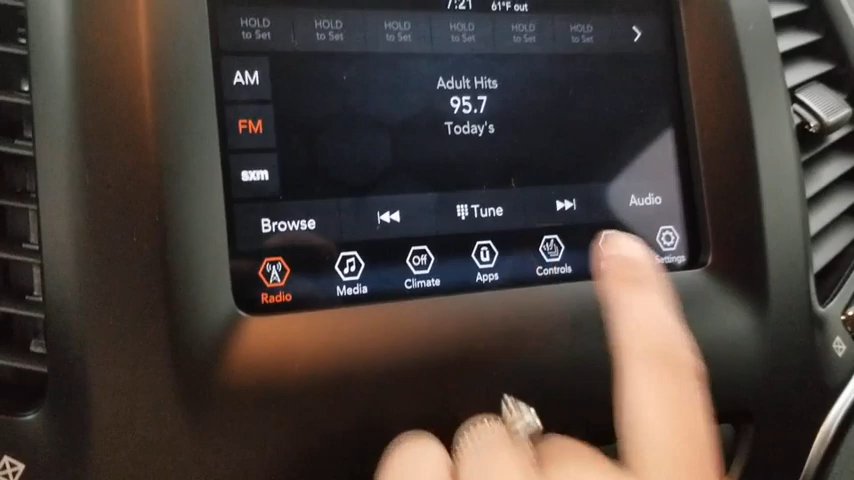 7:21 61°F out
HOLD to Set HOLD to Set HOLD to Set HOLD to Set HOLD to Set HOLD to Set
AM
Adult Hits
95.7
FM
Today's
sxm
Browse Tune Audio
Radio Media Off Climate ū Apps Controls Settings